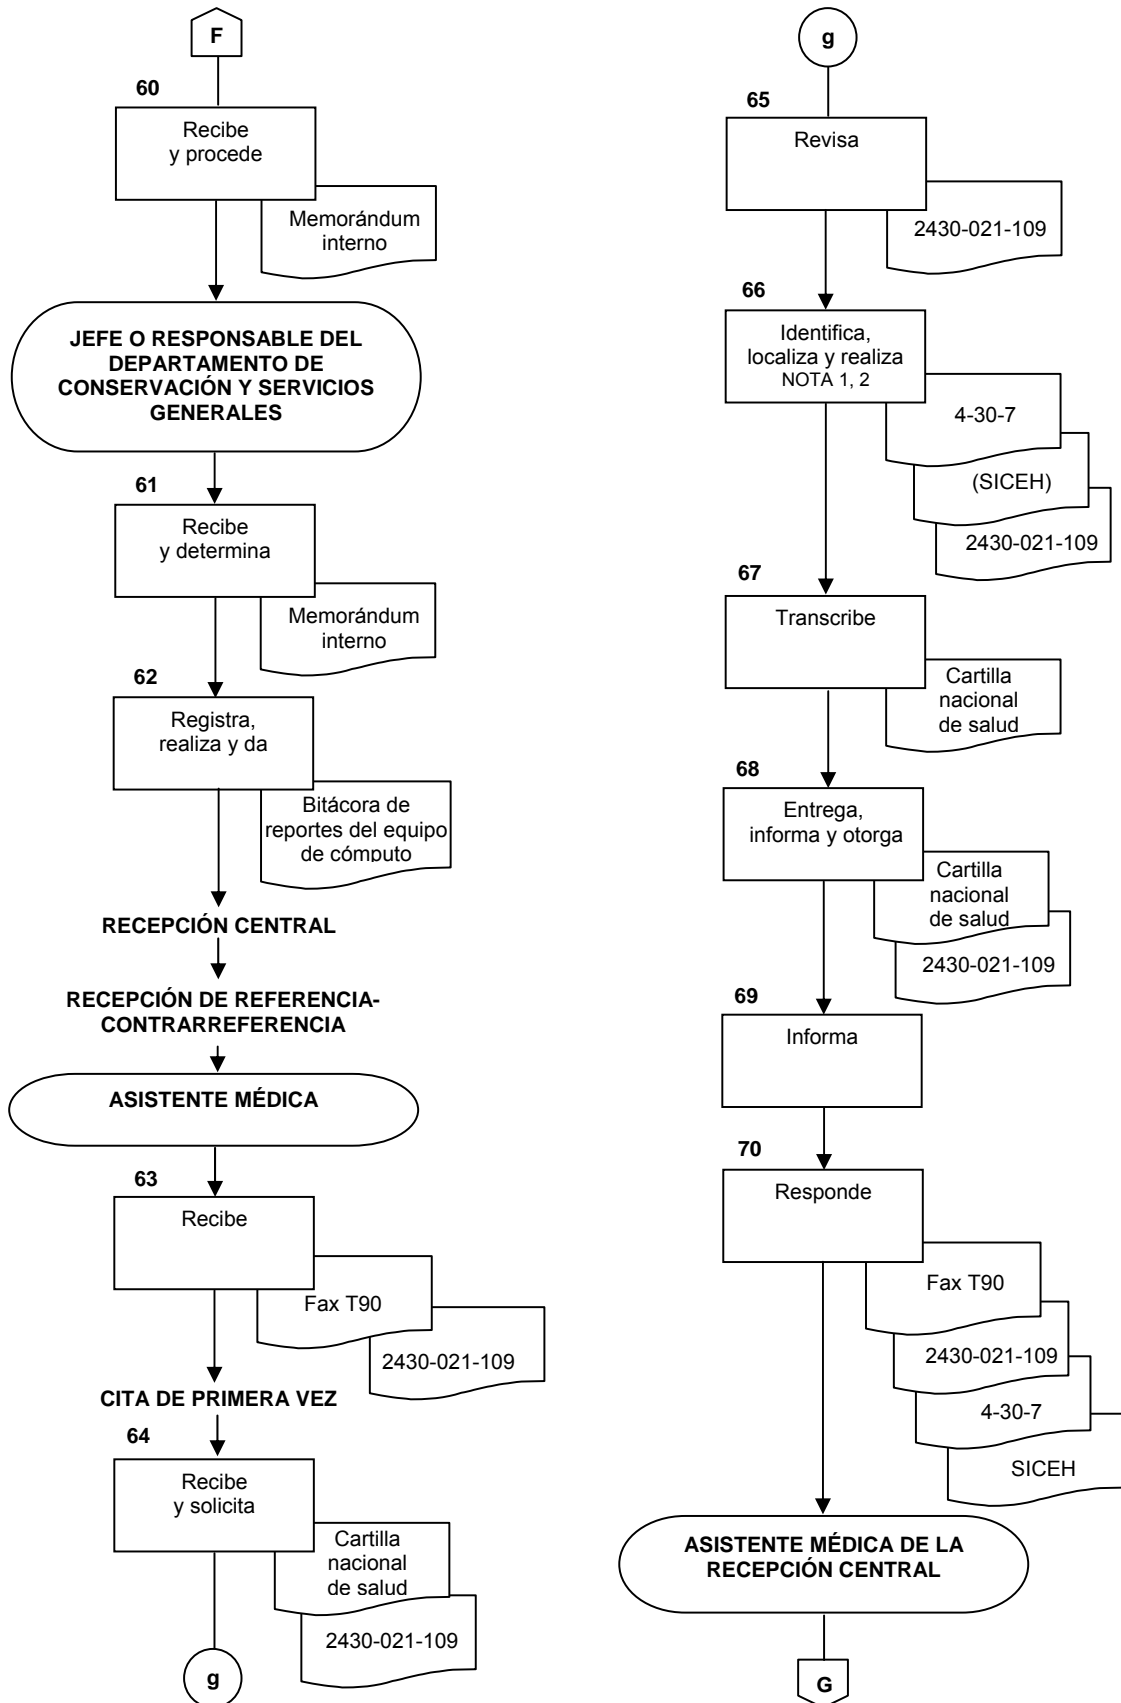 F
60
Recibe
y procede
Memorándum
interno
JEFE O RESPONSABLE DEL
DEPARTAMENTO DE
CONSERVACIÓN Y SERVICIOS
GENERALES
61
Recibe
y determina
Memorándum
interno
62
Registra,
realiza y da
Bitácora de
reportes del equipo
de cómputo
RECEPCIÓN CENTRAL
RECEPCIÓN DE REFERENCIA-
CONTRARREFERENCIA
ASISTENTE MÉDICA
63
Recibe
Fax T90
2430-021-109
CITA DE PRIMERA VEZ
64
Recibe
y solicita
Cartilla
nacional
de salud
2430-021-109
g
g
65
Revisa
2430-021-109
66
Identifica,
localiza y realiza
NOTA 1, 2
4-30-7
(SICEH)
2430-021-109
67
Transcribe
Cartilla
nacional
de salud
68
Entrega,
informa y otorga
Cartilla
nacional
de salud
2430-021-109
69
Informa
70
Responde
Fax T90
2430-021-109
4-30-7
SICEH
ASISTENTE MÉDICA DE LA
RECEPCIÓN CENTRAL
G